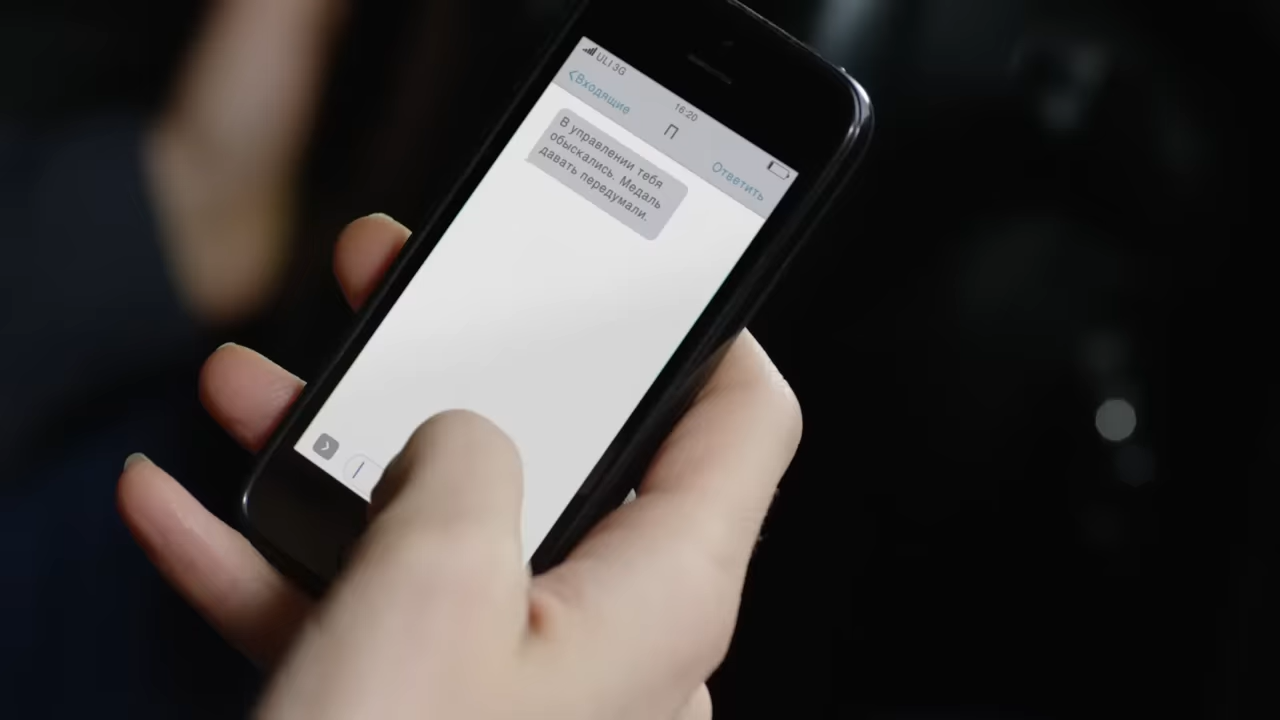 ULI 3G
16:20
Входящие
П
Ответить
В управлении тебя
обыскались. Медаль
давать передумали.